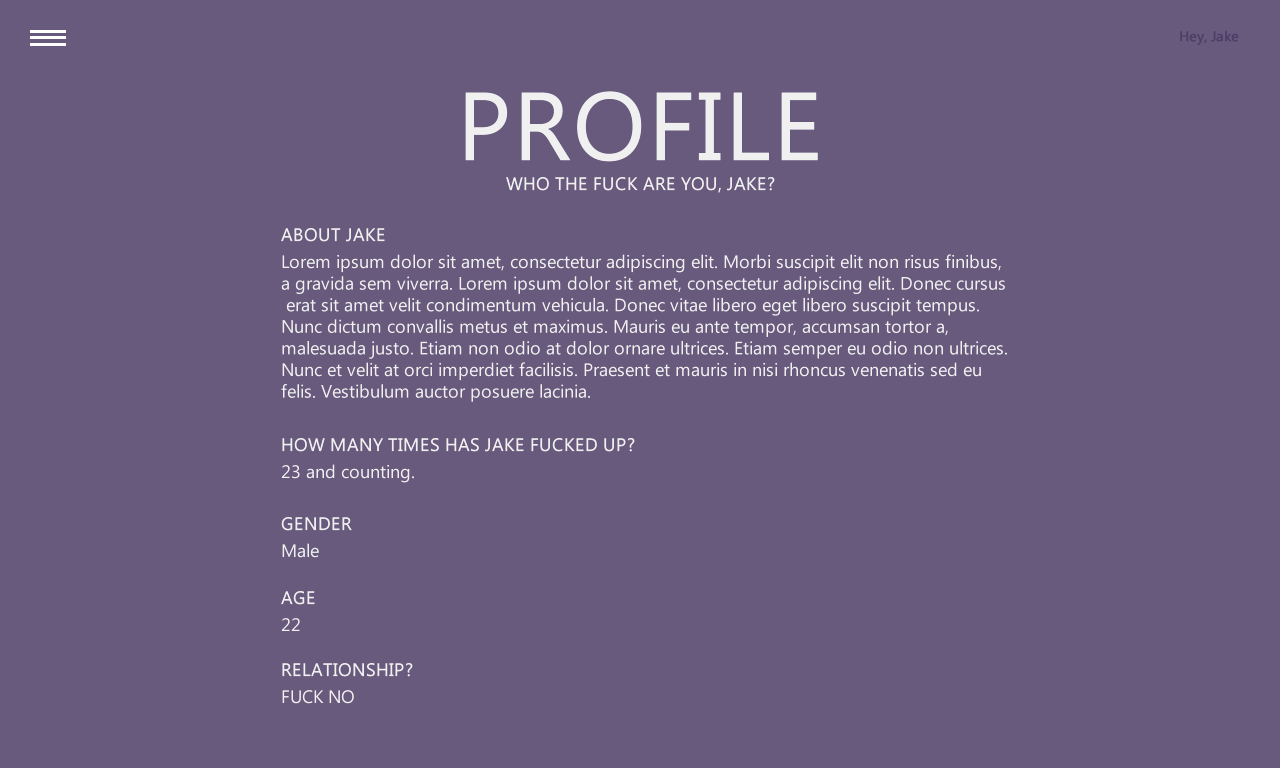 Hey, Jake
PROFILE
WHO THE FUCK ARE YOU, JAKE?
ABOUT JAKE
Lorem ipsum dolor sit amet, consectetur adipiscing elit. Morbi suscipit elit non risus finibus,
a gravida sem viverra. Lorem ipsum dolor sit amet, consectetur adipiscing elit. Donec cursus
erat sit amet velit condimentum vehicula. Donec vitae libero eget libero suscipit tempus.
Nunc dictum convallis metus et maximus. Mauris eu ante tempor, accumsan tortor a,
malesuada justo. Etiam non odio at dolor ornare ultrices. Etiam semper eu odio non ultrices.
Nunc et velit at orci imperdiet facilisis. Praesent et mauris in nisi rhoncus venenatis sed eu
felis. Vestibulum auctor posuere lacinia.
HOW MANY TIMES HAS JAKE FUCKED UP?
23 and counting.
GENDER
Male
AGE
22
RELATIONSHIP?
FUCK NO